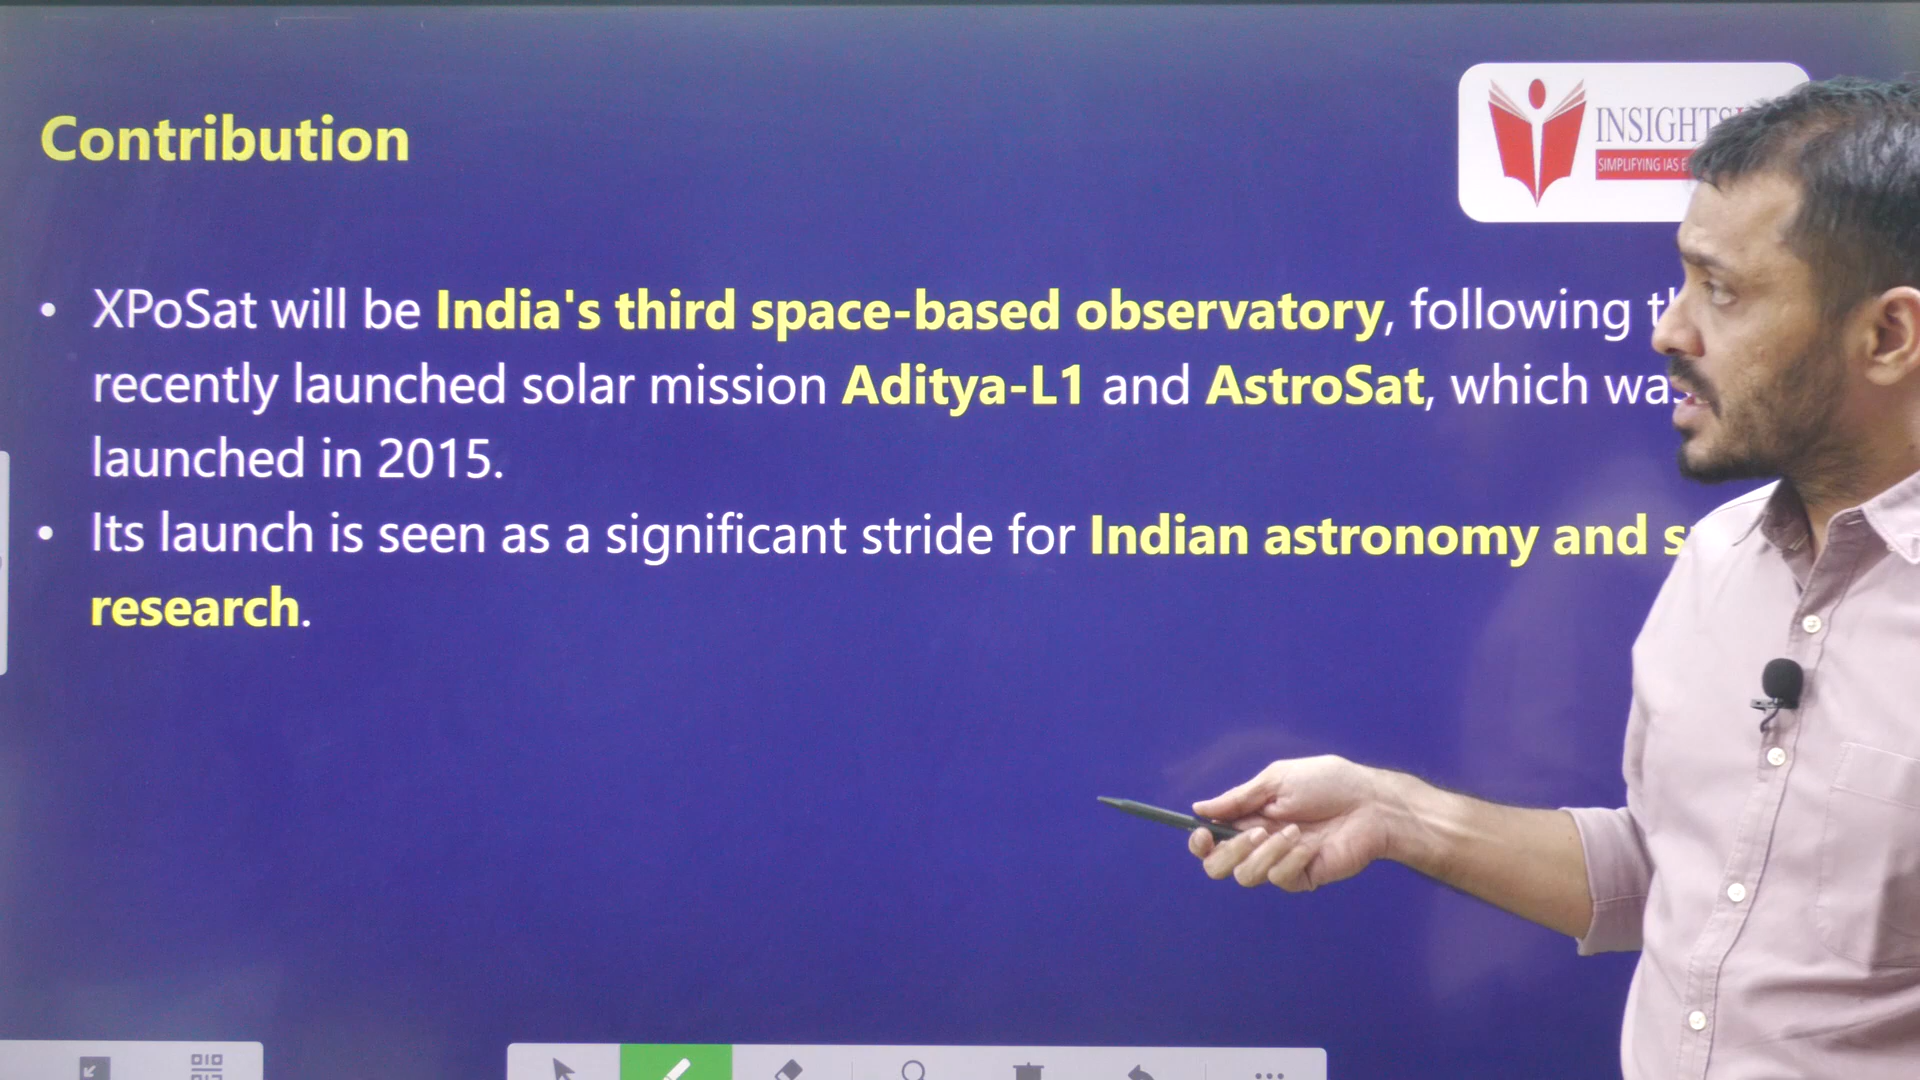 Contribution
INSIGHTS
SIMPLIFYING IAS
• XPoSat will be India's third space-based observatory, following
recently launched solar mission Aditya-L1 and AstroSat, which was
launched in 2015.
• Its launch is seen as a significant stride for Indian astronomy and
research.